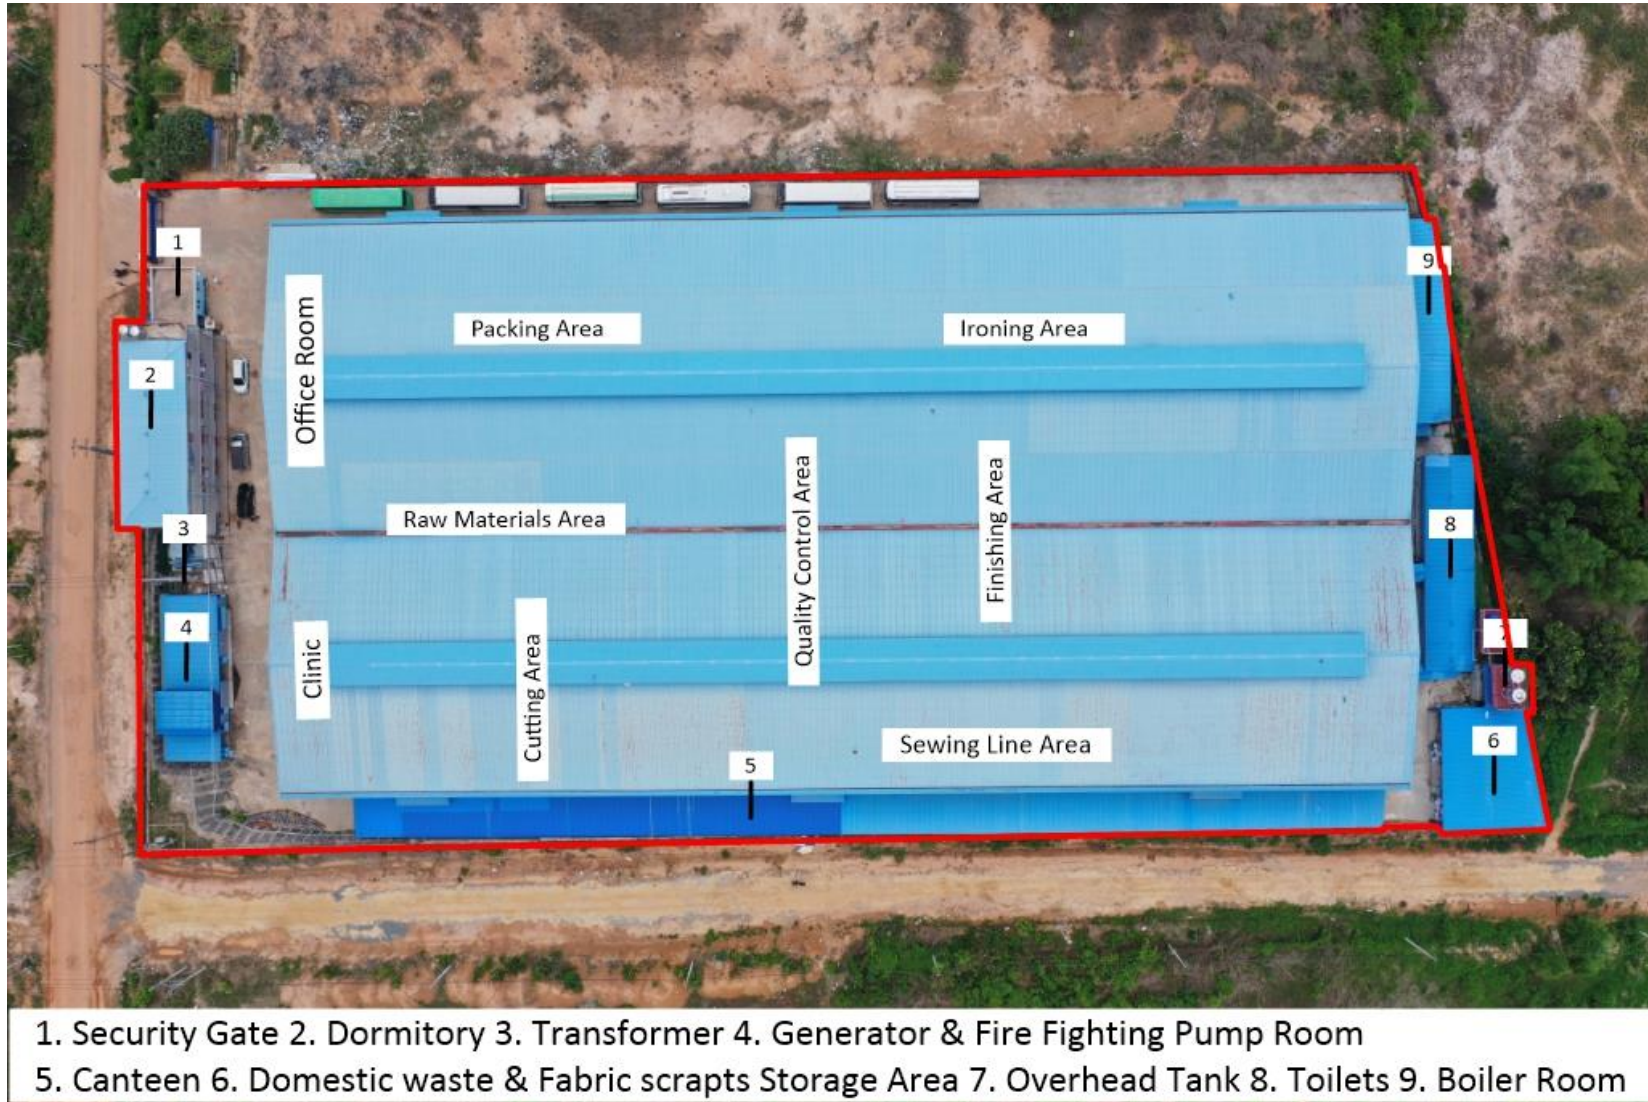 1
9
Packing Area
Ironing Area
Office Room
2
Raw Materials Area
Quality Control Area
Finishing Area
3
8
4
Clinic
Cutting Area
7
Sewing Line Area
6
5
1. Security Gate 2. Dormitory 3. Transformer 4. Generator & Fire Fighting Pump Room
5. Canteen 6. Domestic waste & Fabric scrapts Storage Area 7. Overhead Tank 8. Toilets 9. Boiler Room